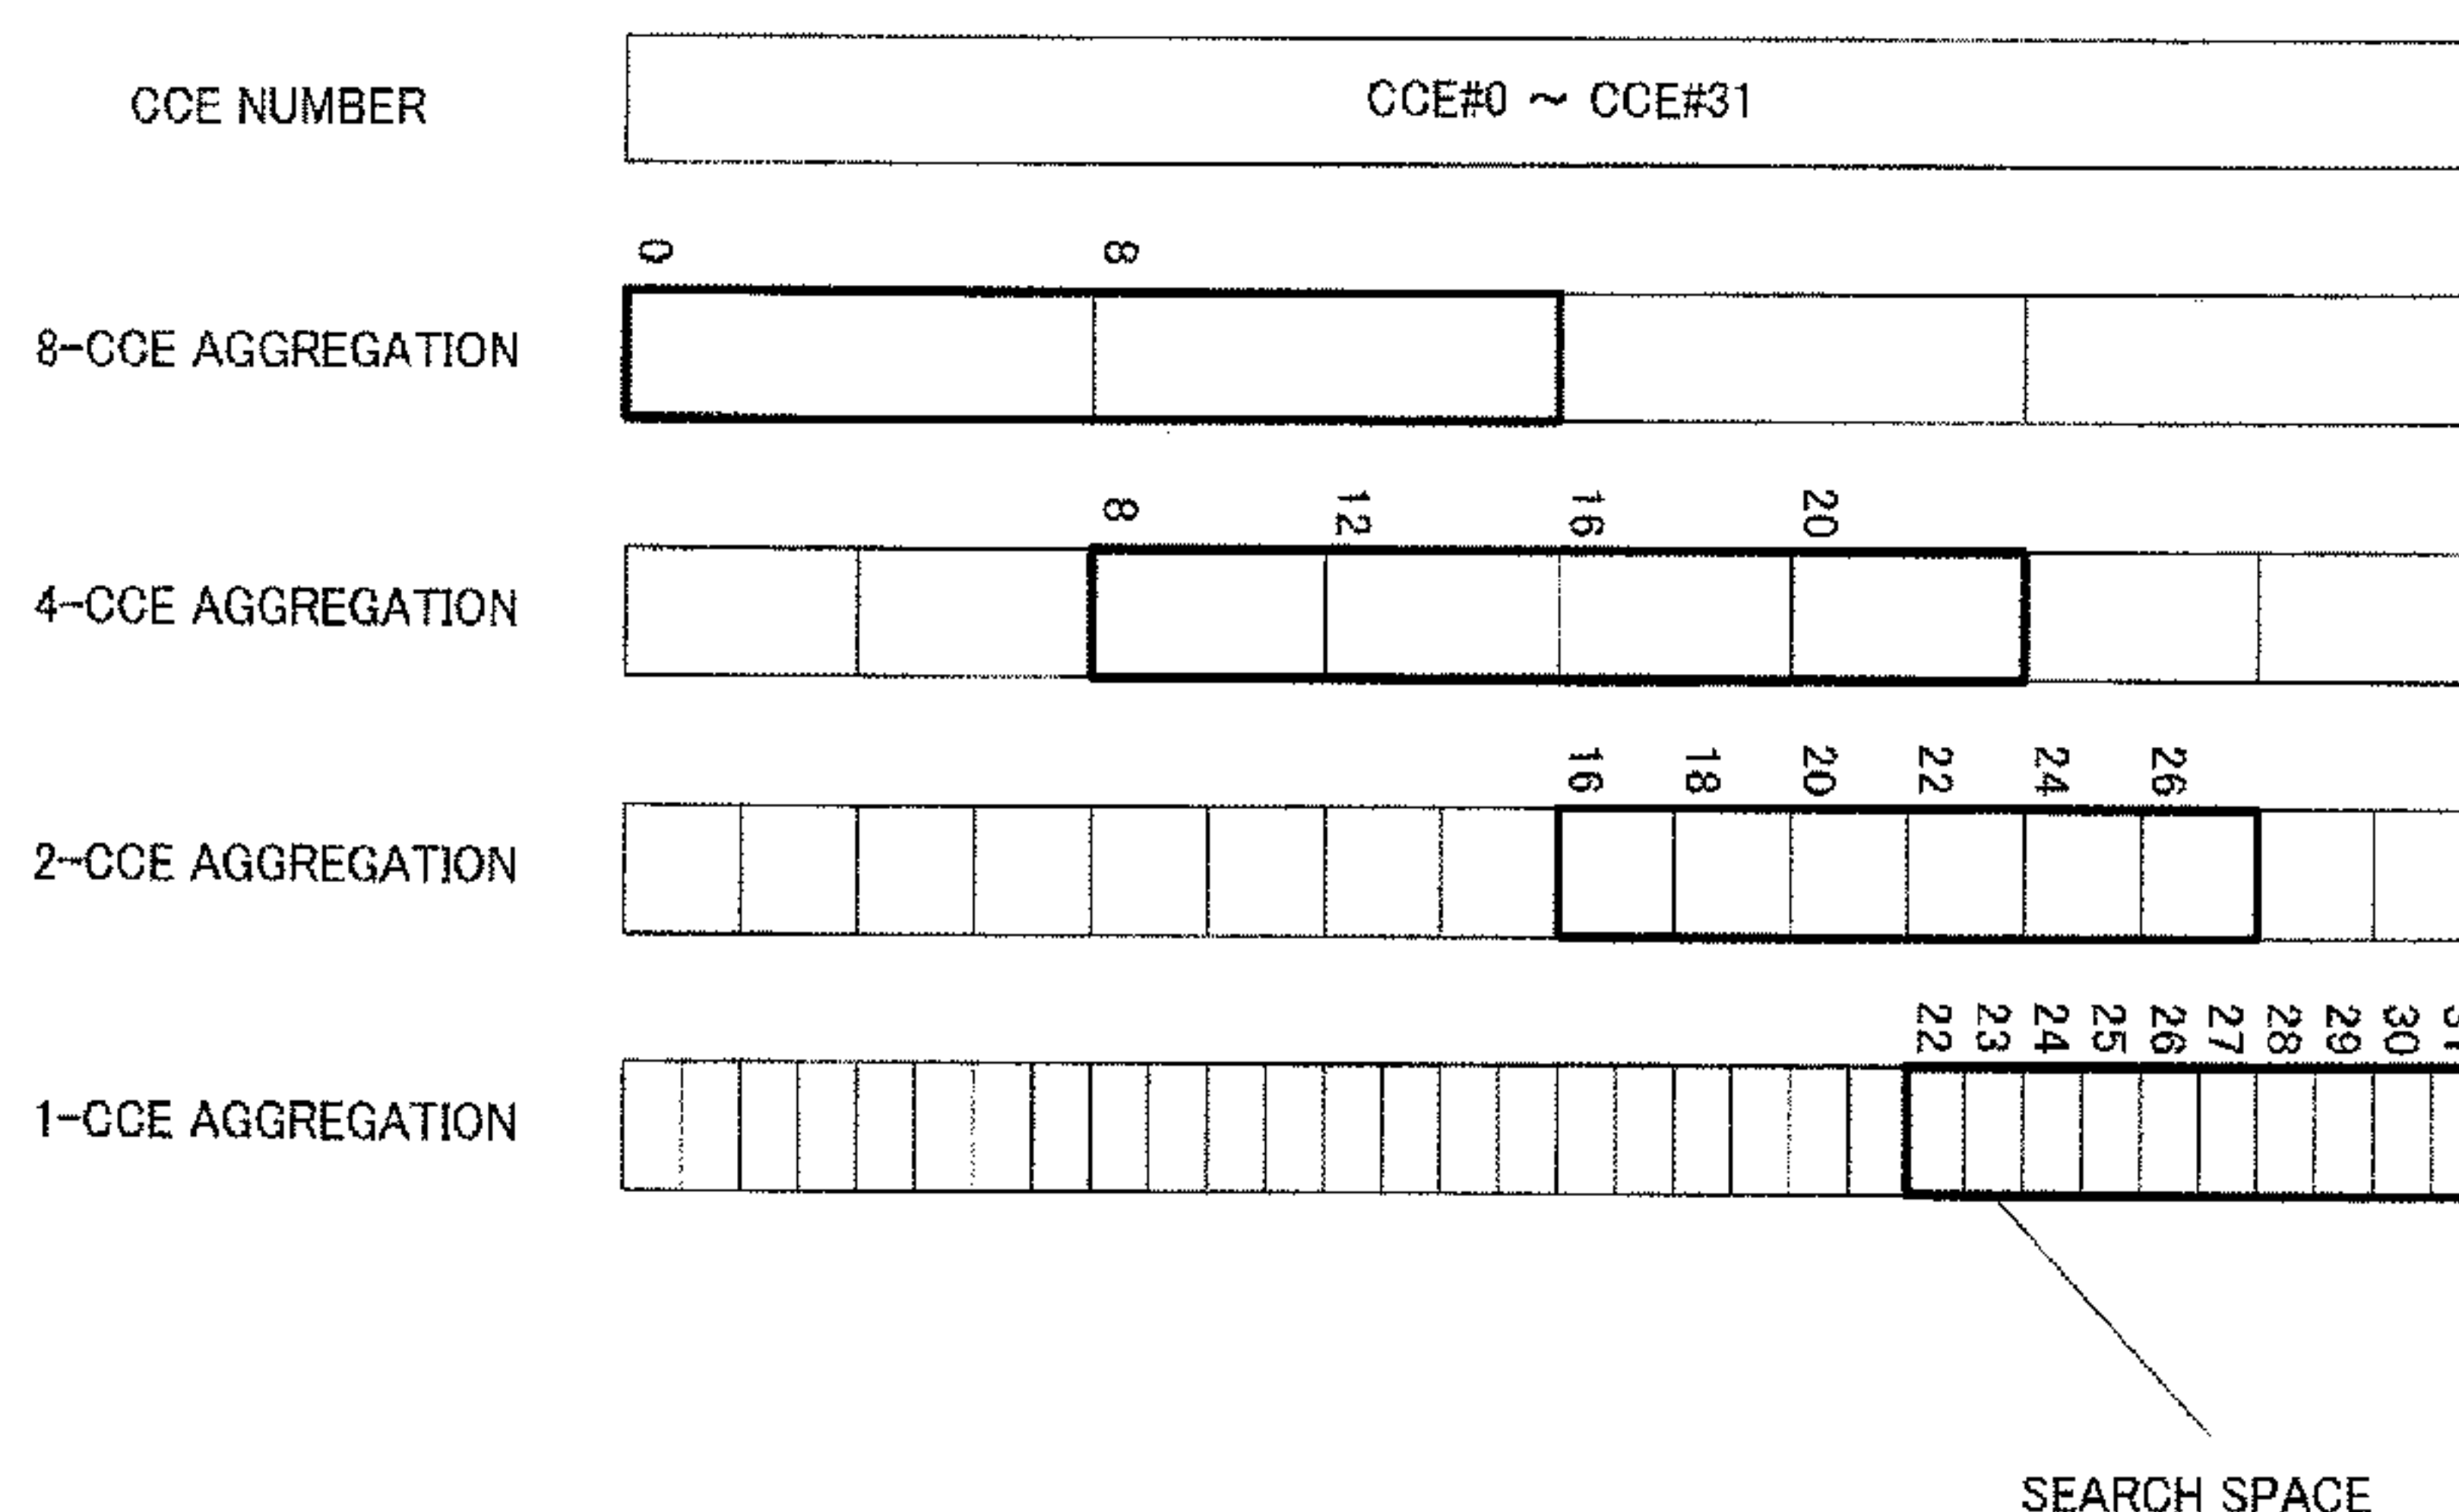 CCE NUMBER
CCE#0 ~ CCE#31
0 8
8-CCE AGGREGATION
8 12 16 20
4-CCE AGGREGATION
16 18 20 22 24 26
2-CCE AGGREGATION
22 23 24 25 26 27 28 29 30
1-CCE AGGREGATION
SEARCH SPACE